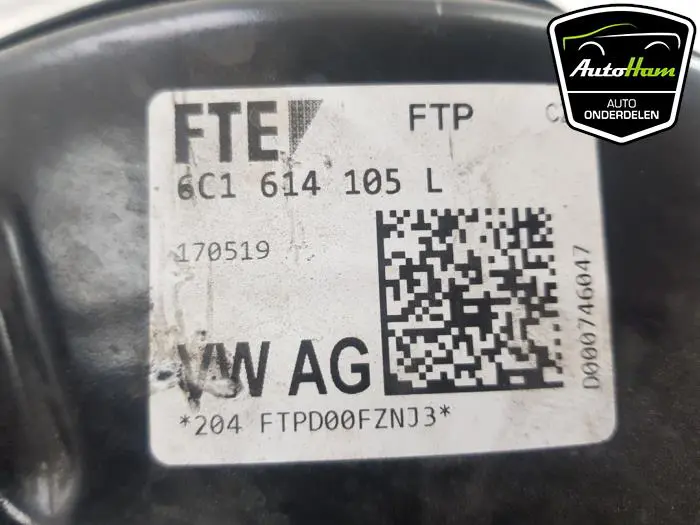 AutoHam
AUTO
ONDERDELEN
FTE FTP
6C1 614 105 L
170519
D000746047
VW AG
*204 FTPD00FZNJ3*